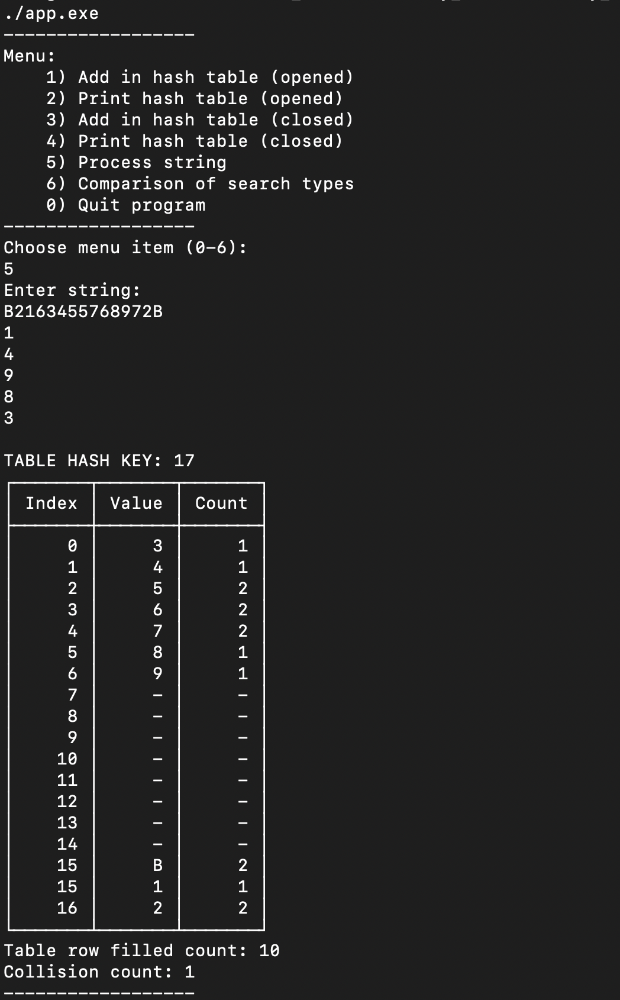 ./app.exe
------------------
Menu:
    1) Add in hash table (opened)
    2) Print hash table (opened)
    3) Add in hash table (closed)
    4) Print hash table (closed)
    5) Process string
    6) Comparison of search types
    0) Quit program
------------------
Choose menu item (0-6):
5
Enter string:
B2163455768972B
1
4
9
8
3
TABLE HASH KEY: 17
Index Value Count
0 3 1
1 4 1
2 5 2
3 6 2
4 7 2
5 8 1
6 9 1
7 - -
8 - -
9 - -
10 - -
11 - -
12 - -
13 - -
14 - -
15 B 2
15 1 1
16 2 2
Table row filled count: 10
Collision count: 1
------------------